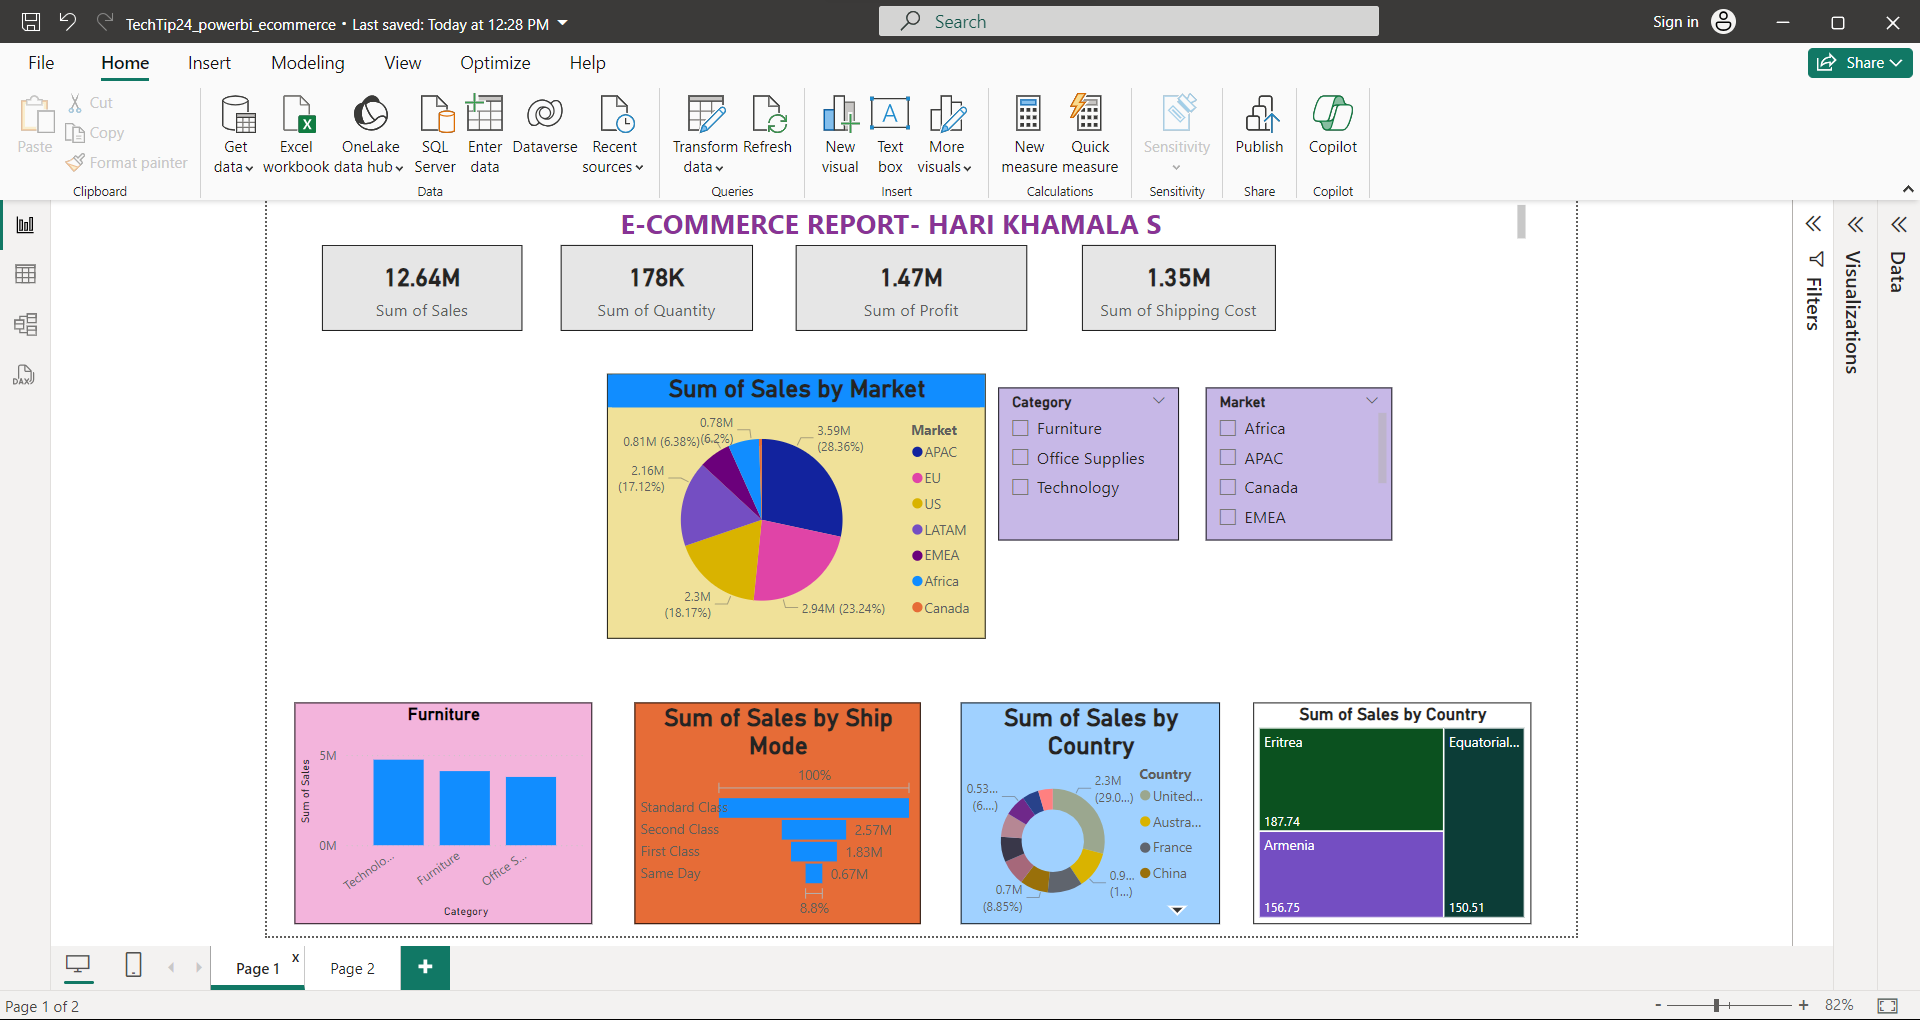 TechTip24_powerbi_ecommerce • Last saved: Today at 12:28 PM
Search
Sign in
File
Home
Insert
Modeling
View
Optimize
Help
Share
Paste
Cut
Copy
Format painter
Clipboard
Get data
Excel workbook
OneLake data hub
SQL Server
Enter data
Dataverse
Recent sources
Data
Transform data
Refresh
Queries
New visual
Text box
More visuals
Insert
New measure
Quick measure
Calculations
Sensitivity
Sensitivity
Publish
Share
Copilot
Copilot
DAX
E-COMMERCE REPORT- HARI KHAMALA S
12.64M
Sum of Sales
178K
Sum of Quantity
1.47M
Sum of Profit
1.35M
Sum of Shipping Cost
Filters
Visualizations
Data
Sum of Sales by Market
0.78M
(6.2%)
0.81M (6.38%)
3.59M
(28.36%)
2.16M
(17.12%)
2.3M
(18.17%)
2.94M (23.24%)
Market
APAC
EU
US
LATAM
EMEA
Africa
Canada
Category
Furniture
Office Supplies
Technology
Market
Africa
APAC
Canada
EMEA
Furniture
Sum of Sales
5M
0M
Technolo...
Furniture
Office S...
Category
Sum of Sales by Ship
Mode
100%
Standard Class
Second Class
2.57M
First Class
1.83M
Same Day
0.67M
8.8%
Sum of Sales by
Country
0.53...
(6....)
2.3M
(29.0...)
0.9...
(1...)
0.7M
(8.85%)
Country
United...
Austra...
France
China
Sum of Sales by Country
Eritrea
187.74
Armenia
156.75
Equatorial...
150.51
Page 1
x
Page 2
+
Page 1 of 2
- + 82%